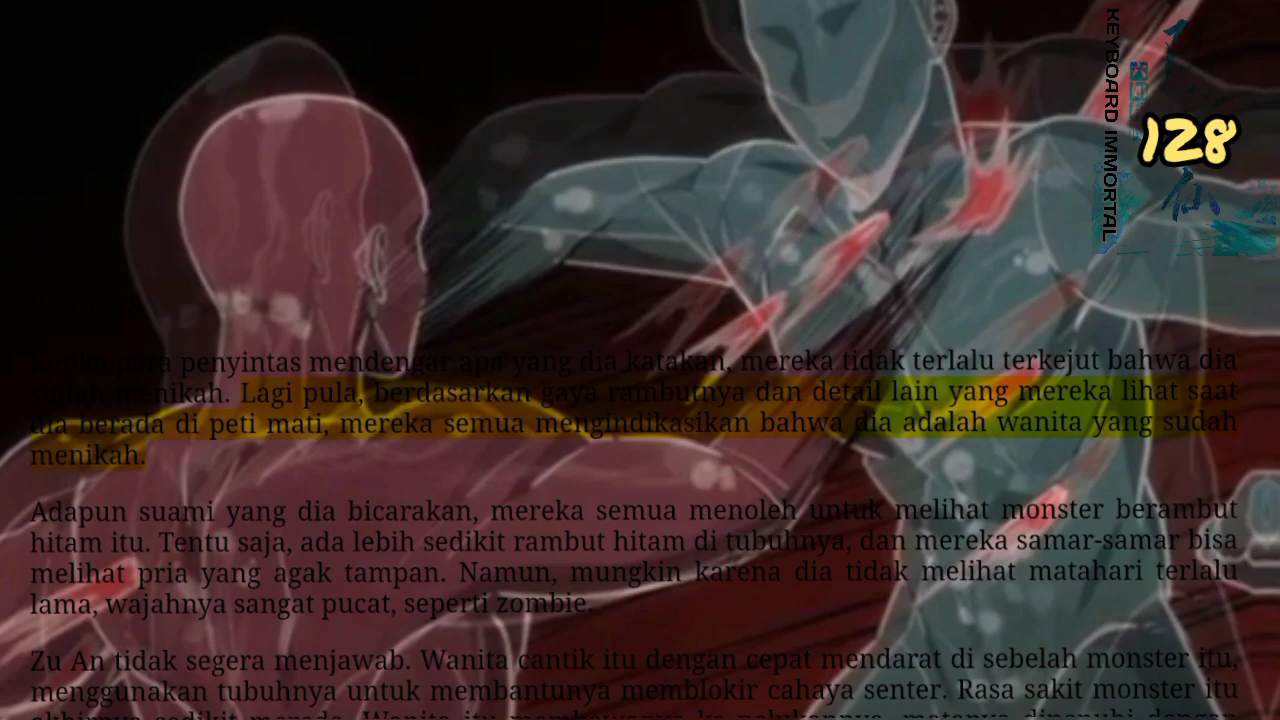 KEYBOARD IMMORTAL
128
仙
penyintas mendengar apa yang dia katakan, mereka tidak terlalu terkejut bahwa dia
sudah menikah. Lagi pula, berdasarkan gaya rambutnya dan detail lain yang mereka lihat saat
dia berada di peti mati, mereka semua mengindikasikan bahwa dia adalah wanita yang sudah
menikah.
Adapun suami yang dia bicarakan, mereka semua menoleh untuk melihat monster berambut
hitam itu. Tentu saja, ada lebih sedikit rambut hitam di tubuhnya, dan mereka samar-samar bisa
melihat pria yang agak tampan. Namun, mungkin karena dia tidak melihat matahari terlalu
lama, wajahnya sangat pucat, seperti zombie.
Zu An tidak segera menjawab. Wanita cantik itu dengan cepat mendarat di sebelah monster itu,
menggunakan tubuhnya untuk membantunya memblokir cahaya senter. Rasa sakit monster itu